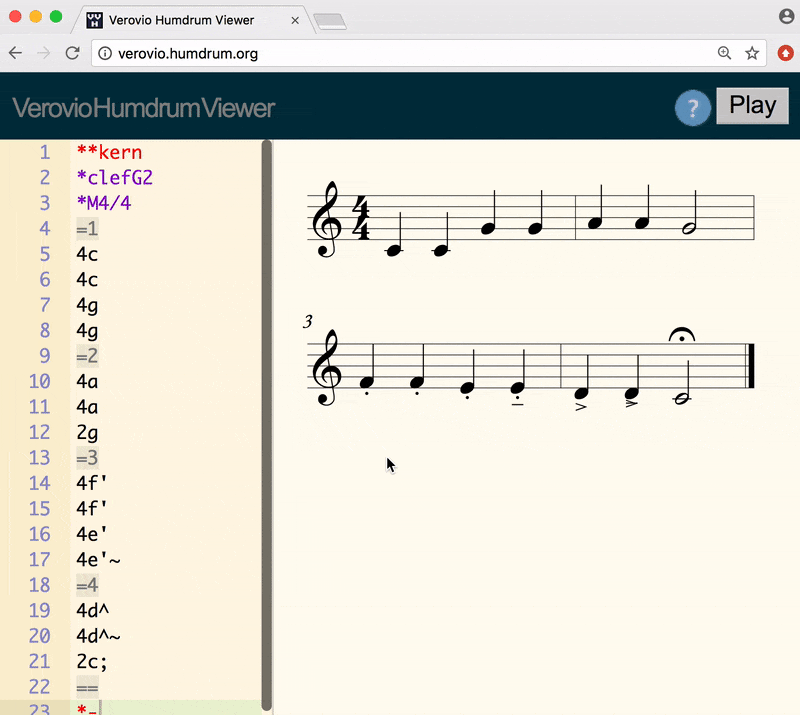 Verovio Humdrum Viewer
verovio.humdrum.org
VerovioHumdrumViewer
? Play
1 **kern
2 *clefG2
3 *M4/4
4 =1
5 4c
6 4c
7 4g
8 4g
9 =2
10 4a
11 4a
12 2g
13 =3
14 4f'
15 4f'
16 4e'
17 4e'~
18 =4
19 4d^
20 4d^~
21 2c;
22 ==
23 *-
4
4
3